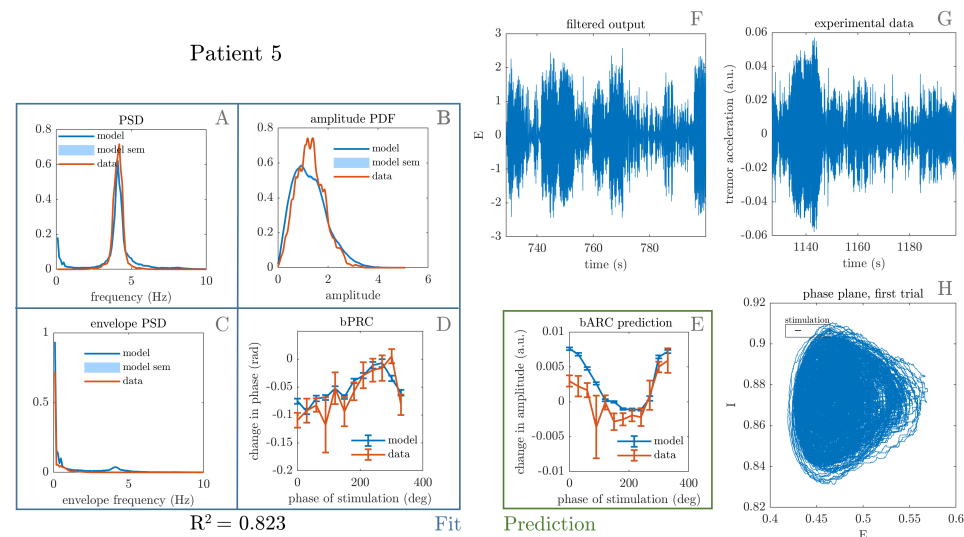 Patient 5
A
PSD
0.8
0.6
0.4
0.2
0
model
model sem
data
0
5
10
frequency (Hz)
B
amplitude PDF
0.8
0.6
0.4
0.2
0
model
model sem
data
0
2
4
6
amplitude
C
envelope PSD
1
0.5
0
model
model sem
data
0
5
10
envelope frequency (Hz)
D
bPRC
change in phase (rad)
0
-0.05
-0.1
-0.15
-0.2
model
data
0
200
400
phase of stimulation (deg)
R² = 0.823
Fit
E
bARC prediction
change in amplitude (a.u.)
0.01
0.005
0
-0.005
-0.01
model
data
0
200
400
phase of stimulation (deg)
Prediction
F
filtered output
E
3
2
1
0
-1
-2
-3
740
760
780
time (s)
G
experimental data
tremor acceleration (a.u.)
0.06
0.04
0.02
0
-0.02
-0.04
-0.06
1140
1160
1180
time (s)
H
phase plane, first trial
I
0.92
0.9
0.88
0.86
0.84
0.82
stimulation
0.4
0.45
0.5
0.55
0.6
E